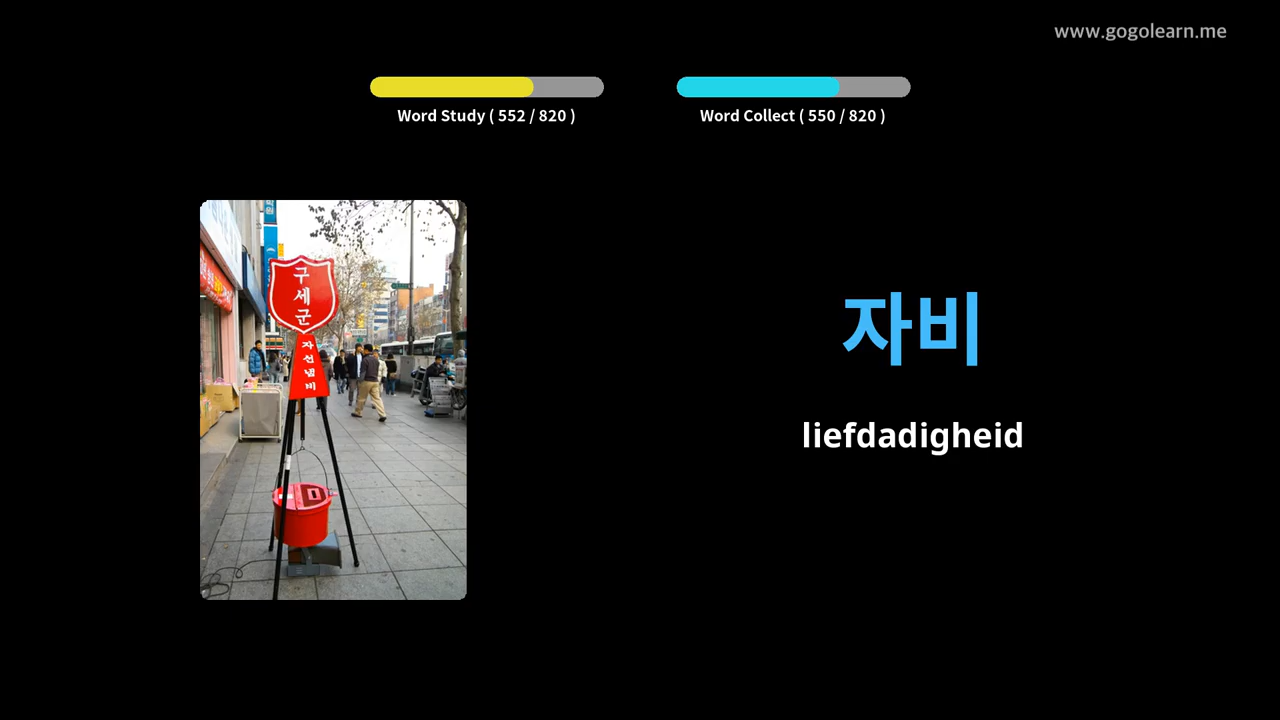 www.gogolearn.me
Word Study ( 552 / 820 )
Word Collect ( 550 / 820 )
구세군
자선냄비
자비
liefdadigheid